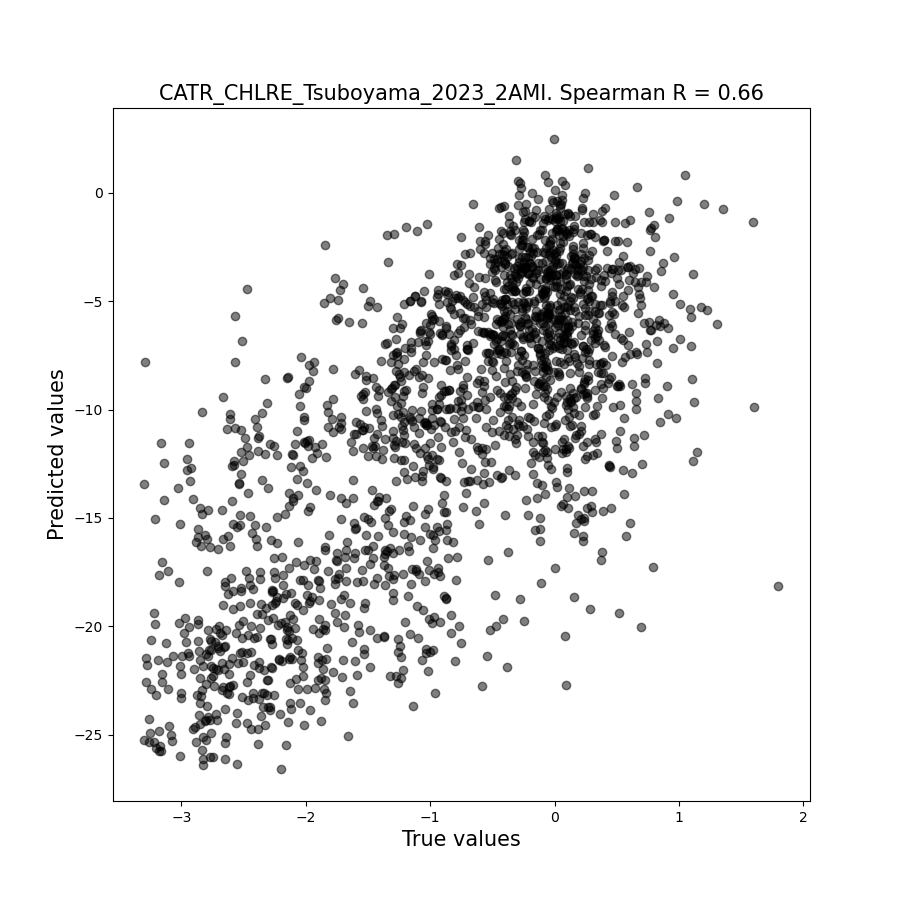 CATR_CHLRE_Tsuboyama_2023_2AMI. Spearman R = 0.66
Predicted values
0
−5
−10
−15
−20
−25
−3 −2 −1 0 1 2
True values